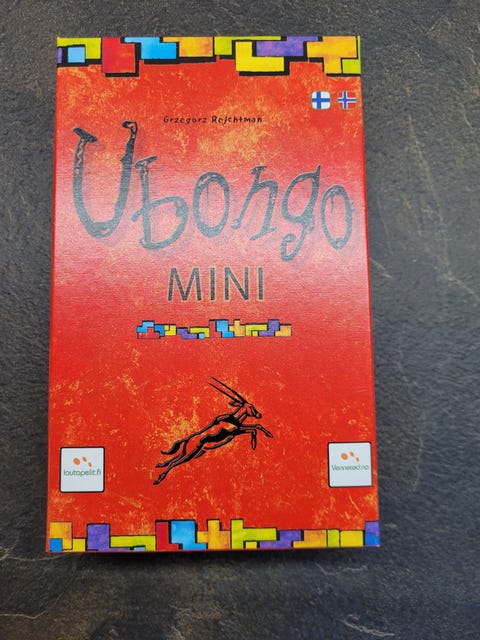 Grzegorz Rejchtman
Ubongo
MINI
lautapelit.fi
Vennerød.no